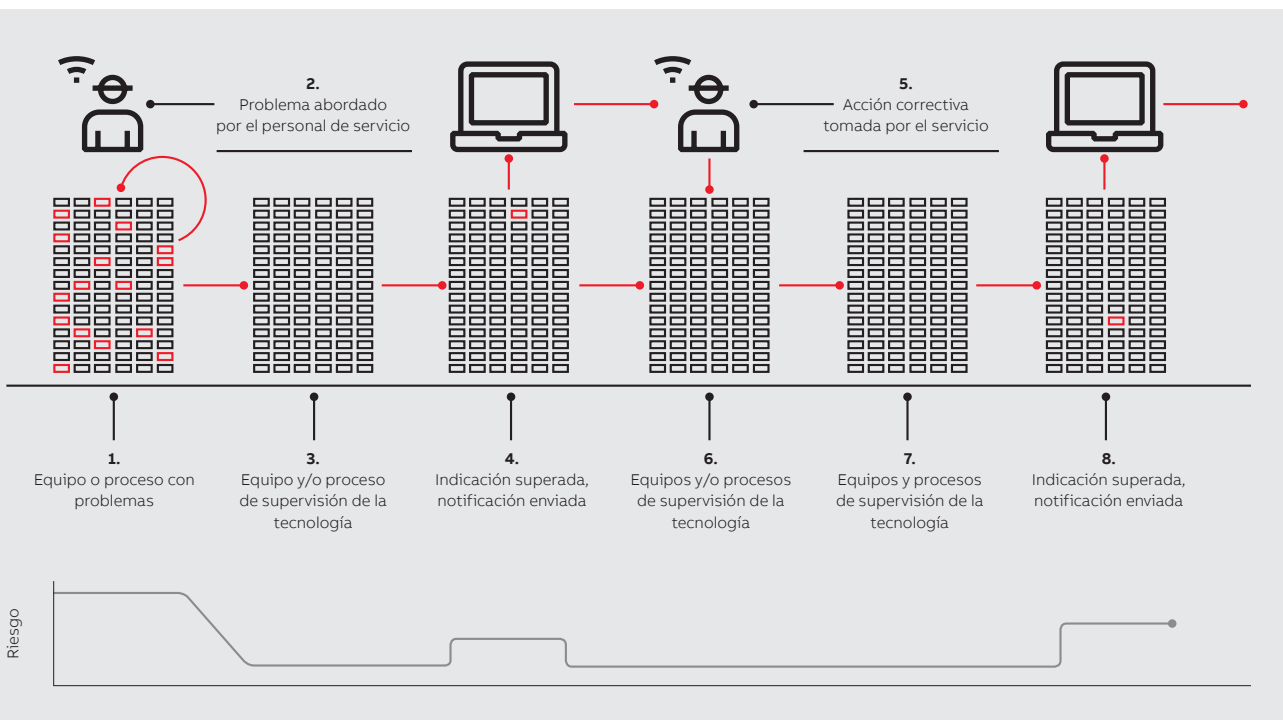 2.
Problema abordado
por el personal de servicio
5.
Acción correctiva
tomada por el servicio
1.
Equipo o proceso con
problemas
3.
Equipo y/o proceso
de supervisión de la
tecnología
4.
Indicación superada,
notificación enviada
6.
Equipos y/o procesos
de supervisión de la
tecnología
7.
Equipos y procesos
de supervisión de la
tecnología
8.
Indicación superada,
notificación enviada
Riesgo